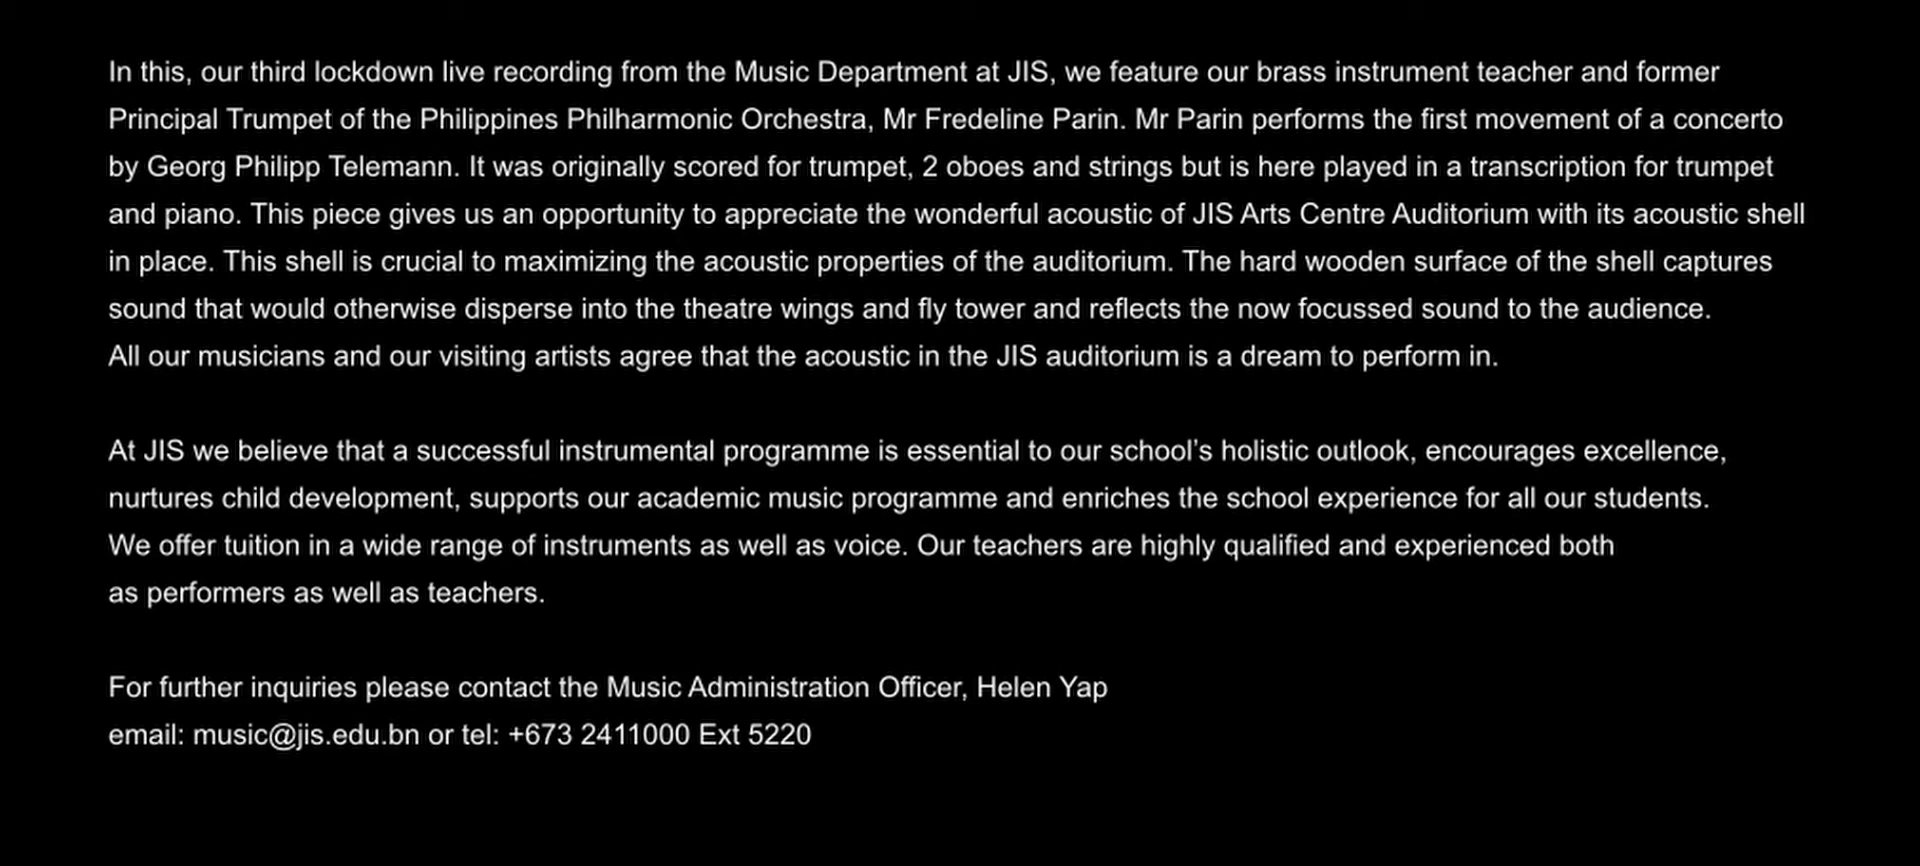 In this, our third lockdown live recording from the Music Department at JIS, we feature our brass instrument teacher and former
Principal Trumpet of the Philippines Philharmonic Orchestra, Mr Fredeline Parin. Mr Parin performs the first movement of a concerto
by Georg Philipp Telemann. It was originally scored for trumpet, 2 oboes and strings but is here played in a transcription for trumpet
and piano. This piece gives us an opportunity to appreciate the wonderful acoustic of JIS Arts Centre Auditorium with its acoustic shell
in place. This shell is crucial to maximizing the acoustic properties of the auditorium. The hard wooden surface of the shell captures
sound that would otherwise disperse into the theatre wings and fly tower and reflects the now focussed sound to the audience.
All our musicians and our visiting artists agree that the acoustic in the JIS auditorium is a dream to perform in.
At JIS we believe that a successful instrumental programme is essential to our school’s holistic outlook, encourages excellence,
nurtures child development, supports our academic music programme and enriches the school experience for all our students.
We offer tuition in a wide range of instruments as well as voice. Our teachers are highly qualified and experienced both
as performers as well as teachers.
For further inquiries please contact the Music Administration Officer, Helen Yap
email: music@jis.edu.bn or tel: +673 2411000 Ext 5220